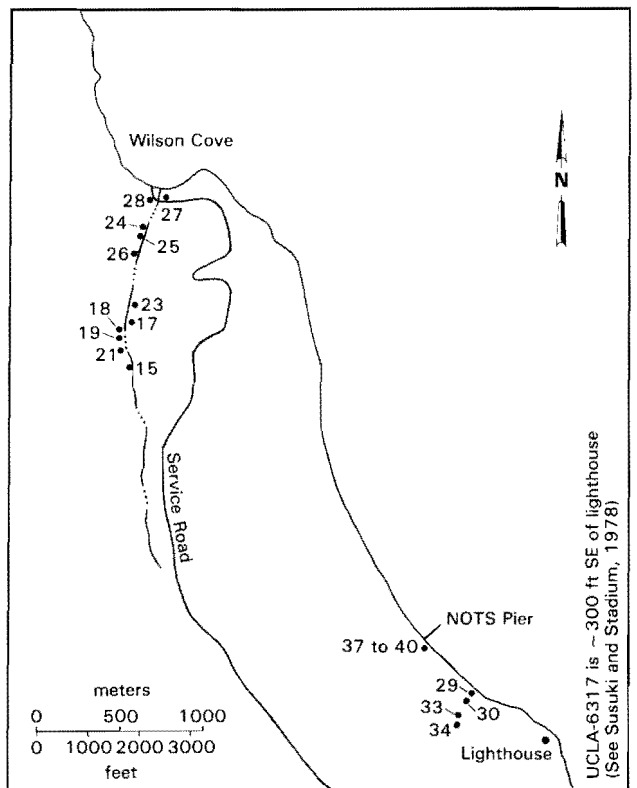 Wilson Cove
N
28
27
24
25
26
23
18
17
19
21
15
Service Road
NOTS Pier
37 to 40
29
30
33
34
Lighthouse
meters
0 500 1000
0 1000 2000 3000
feet
UCLA-6317 is ~ 300 ft SE of lighthouse
(See Susuki and Stadium, 1978)